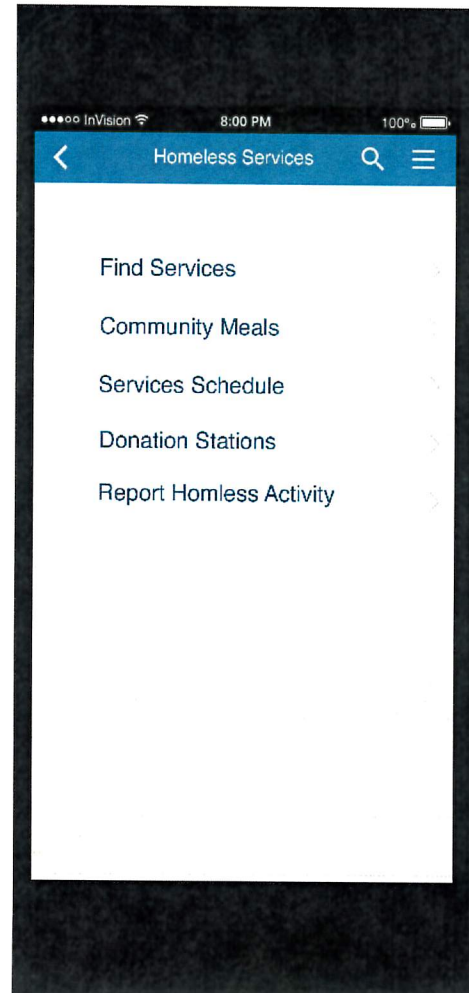 InVision 8:00 PM 100%
Homeless Services
Find Services
Community Meals
Services Schedule
Donation Stations
Report Homless Activity